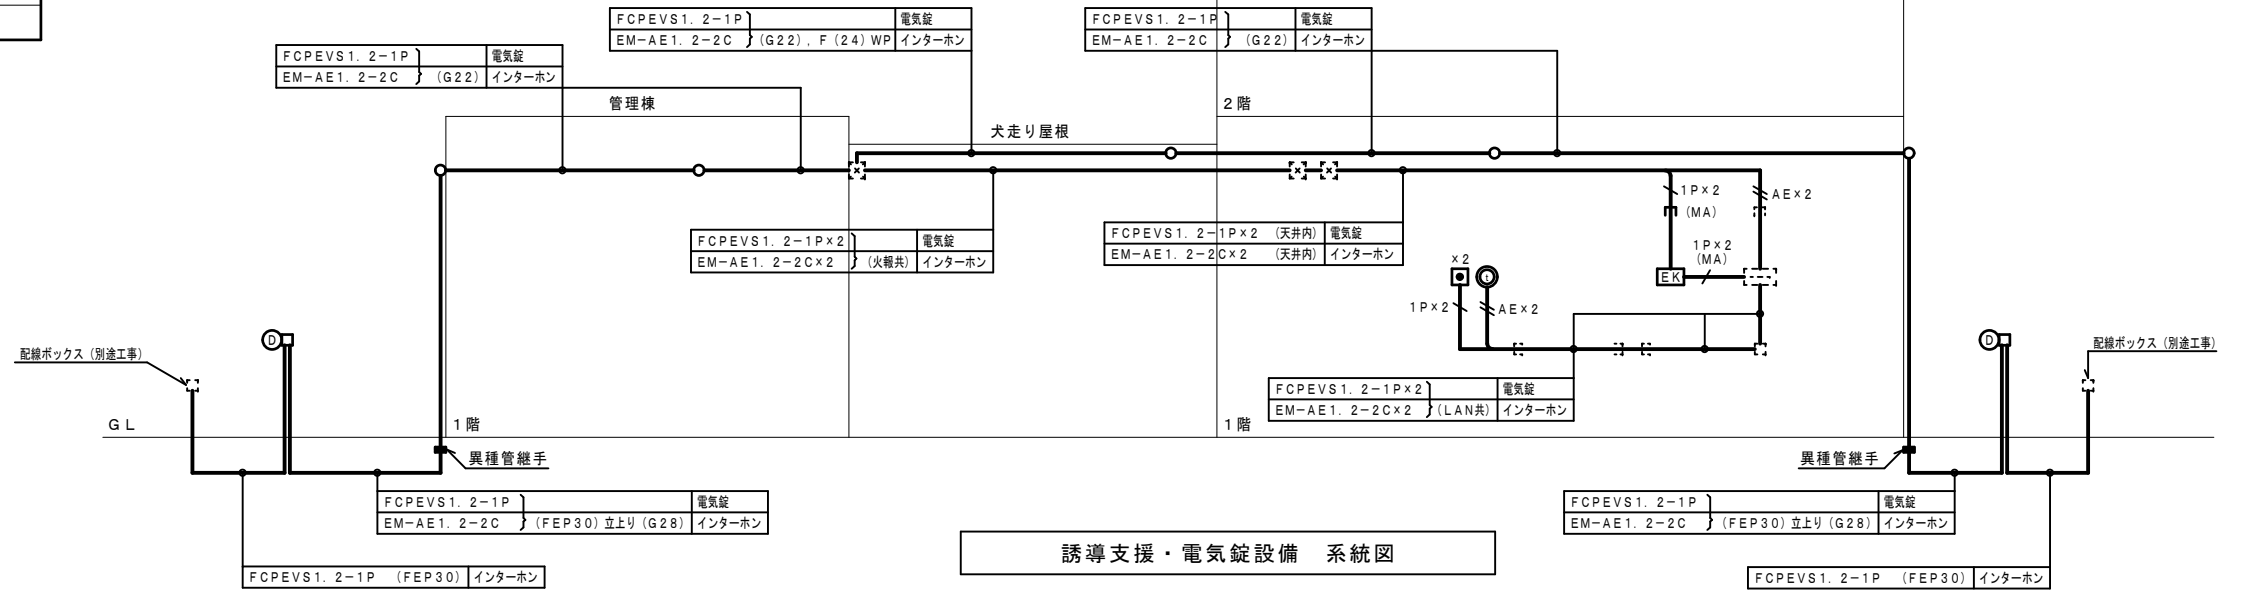 FCPEVS1.2-1P 電気錠
EM-AE1.2-2C (G22), F(24)WP インターホン
FCPEVS1.2-1P 電気錠
EM-AE1.2-2C (G22) インターホン
FCPEVS1.2-1P 電気錠
EM-AE1.2-2C (G22) インターホン
管理棟
2階
犬走り屋根
1P×2
(MA)
AE×2
FCPEVS1.2-1P×2 電気錠
EM-AE1.2-2C×2 (火報共) インターホン
FCPEVS1.2-1P×2 (天井内) 電気錠
EM-AE1.2-2C×2 (天井内) インターホン
1P×2
(MA)
×2
t
EK
1P×2
AE×2
D
配線ボックス(別途工事)
D
配線ボックス(別途工事)
FCPEVS1.2-1P×2 電気錠
EM-AE1.2-2C×2 (LAN共) インターホン
GL
1階
1階
異種管継手
異種管継手
FCPEVS1.2-1P 電気錠
EM-AE1.2-2C (FEP30)立上り(G28) インターホン
FCPEVS1.2-1P 電気錠
EM-AE1.2-2C (FEP30)立上り(G28) インターホン
誘導支援・電気錠設備 系統図
FCPEVS1.2-1P (FEP30) インターホン
FCPEVS1.2-1P (FEP30) インターホン